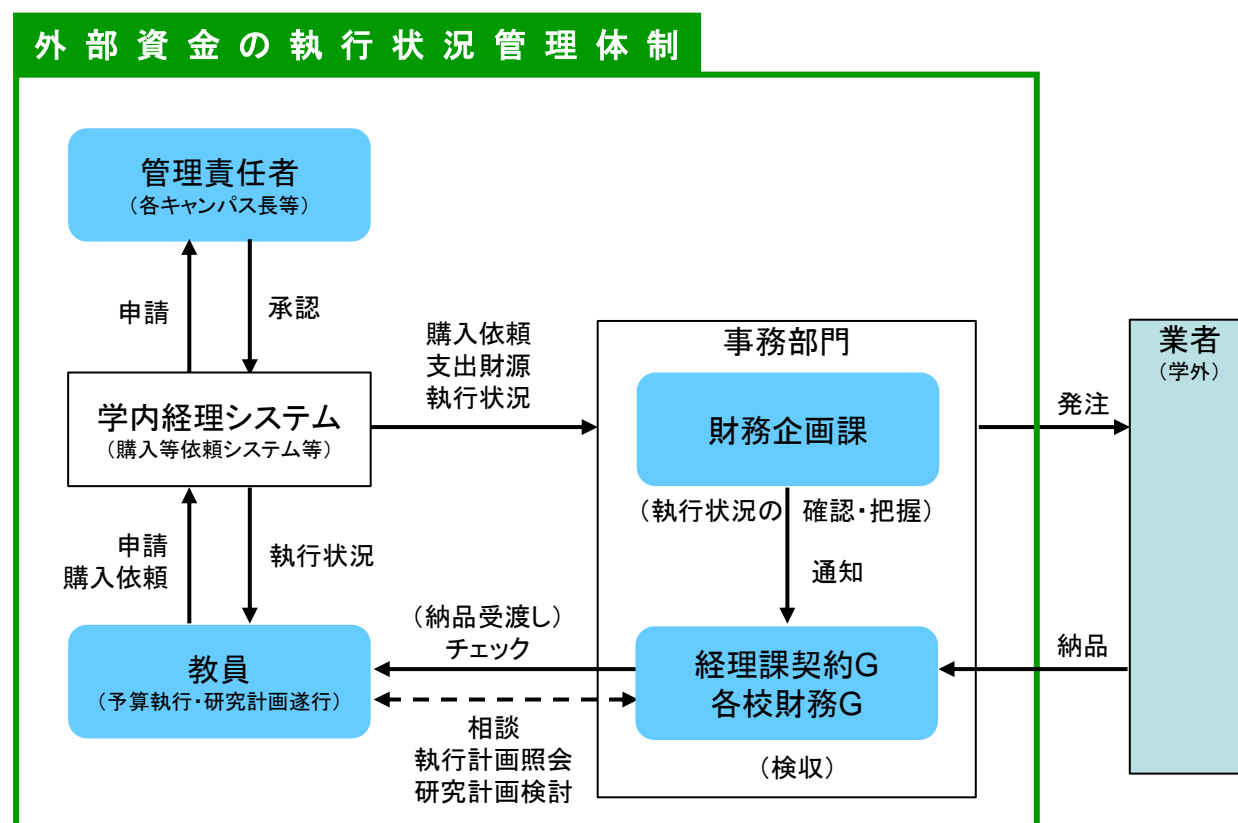 外部資金の執行状況管理体制
管理責任者
（各キャンパス長等）
申請
承認
学内経理システム
（購入等依頼システム等）
申請
購入依頼
執行状況
教員
（予算執行・研究計画遂行）
購入依頼
支出財源
執行状況
事務部門
財務企画課
（執行状況の　確認・把握）
通知
（納品受渡し）
チェック
経理課契約G
各校財務G
（検収）
相談
執行計画照会
研究計画検討
発注
納品
業者
（学外）